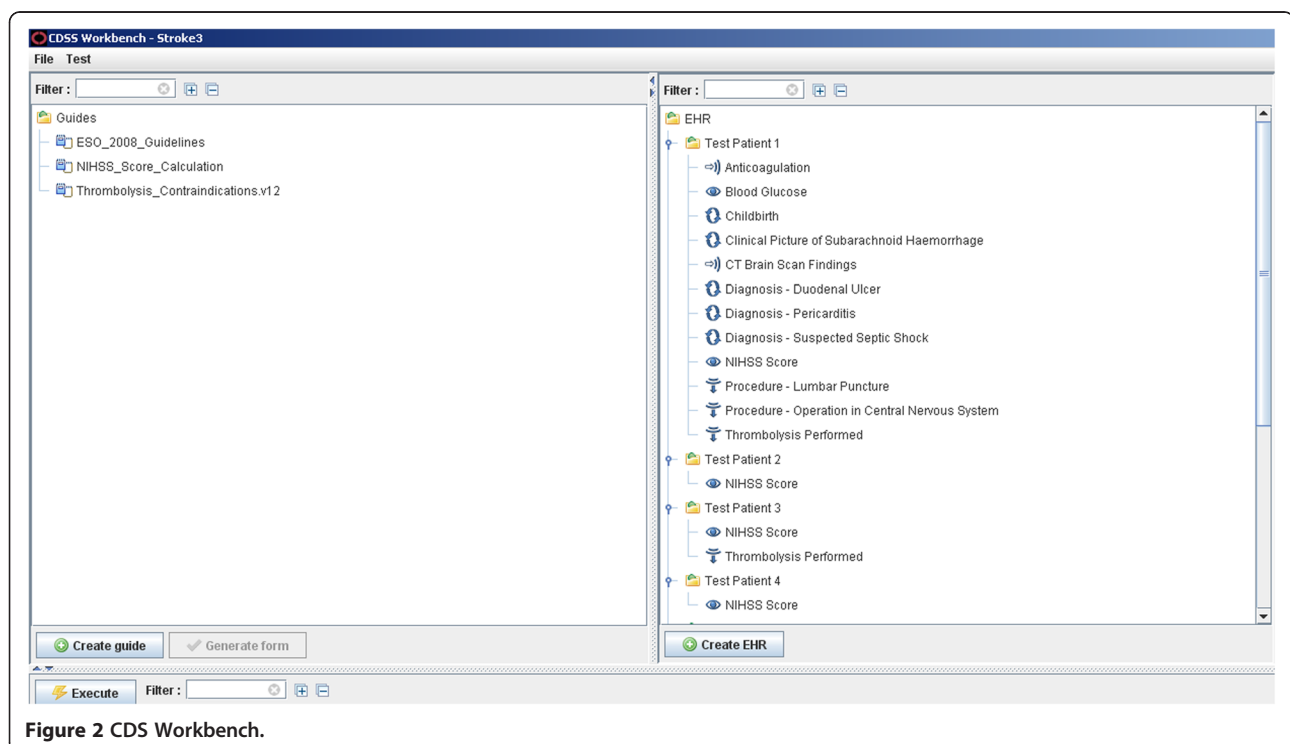 CDSS Workbench - Stroke3
File Test
Filter :
Guides
ESO_2008_Guidelines
NIHSS_Score_Calculation
Thrombolysis_Contraindications.v12
Create guide
Generate form
Filter :
EHR
Test Patient 1
Anticoagulation
Blood Glucose
Childbirth
Clinical Picture of Subarachnoid Haemorrhage
CT Brain Scan Findings
Diagnosis - Duodenal Ulcer
Diagnosis - Pericarditis
Diagnosis - Suspected Septic Shock
NIHSS Score
Procedure - Lumbar Puncture
Procedure - Operation in Central Nervous System
Thrombolysis Performed
Test Patient 2
NIHSS Score
Test Patient 3
NIHSS Score
Thrombolysis Performed
Test Patient 4
NIHSS Score
Create EHR
Execute Filter :
Figure 2 CDS Workbench.